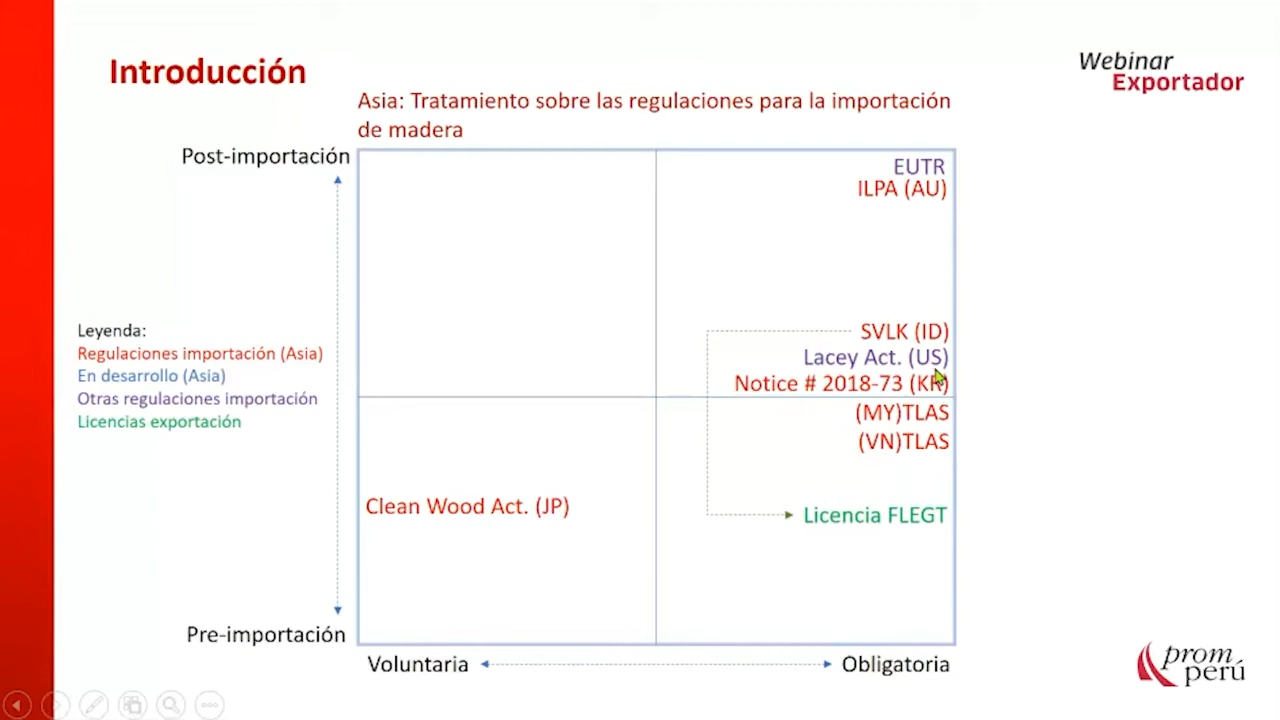 Introducción
Webinar
Exportador
Asia: Tratamiento sobre las regulaciones para la importación
de madera
Post-importación
EUTR
ILPA (AU)
Leyenda:
Regulaciones importación (Asia)
En desarrollo (Asia)
Otras regulaciones importación
Licencias exportación
SVLK (ID)
Lacey Act. (US)
Notice # 2018-73 (KR)
(MY)TLAS
(VN)TLAS
Clean Wood Act. (JP)
Licencia FLEGT
Pre-importación
Voluntaria
Obligatoria
prom
perú